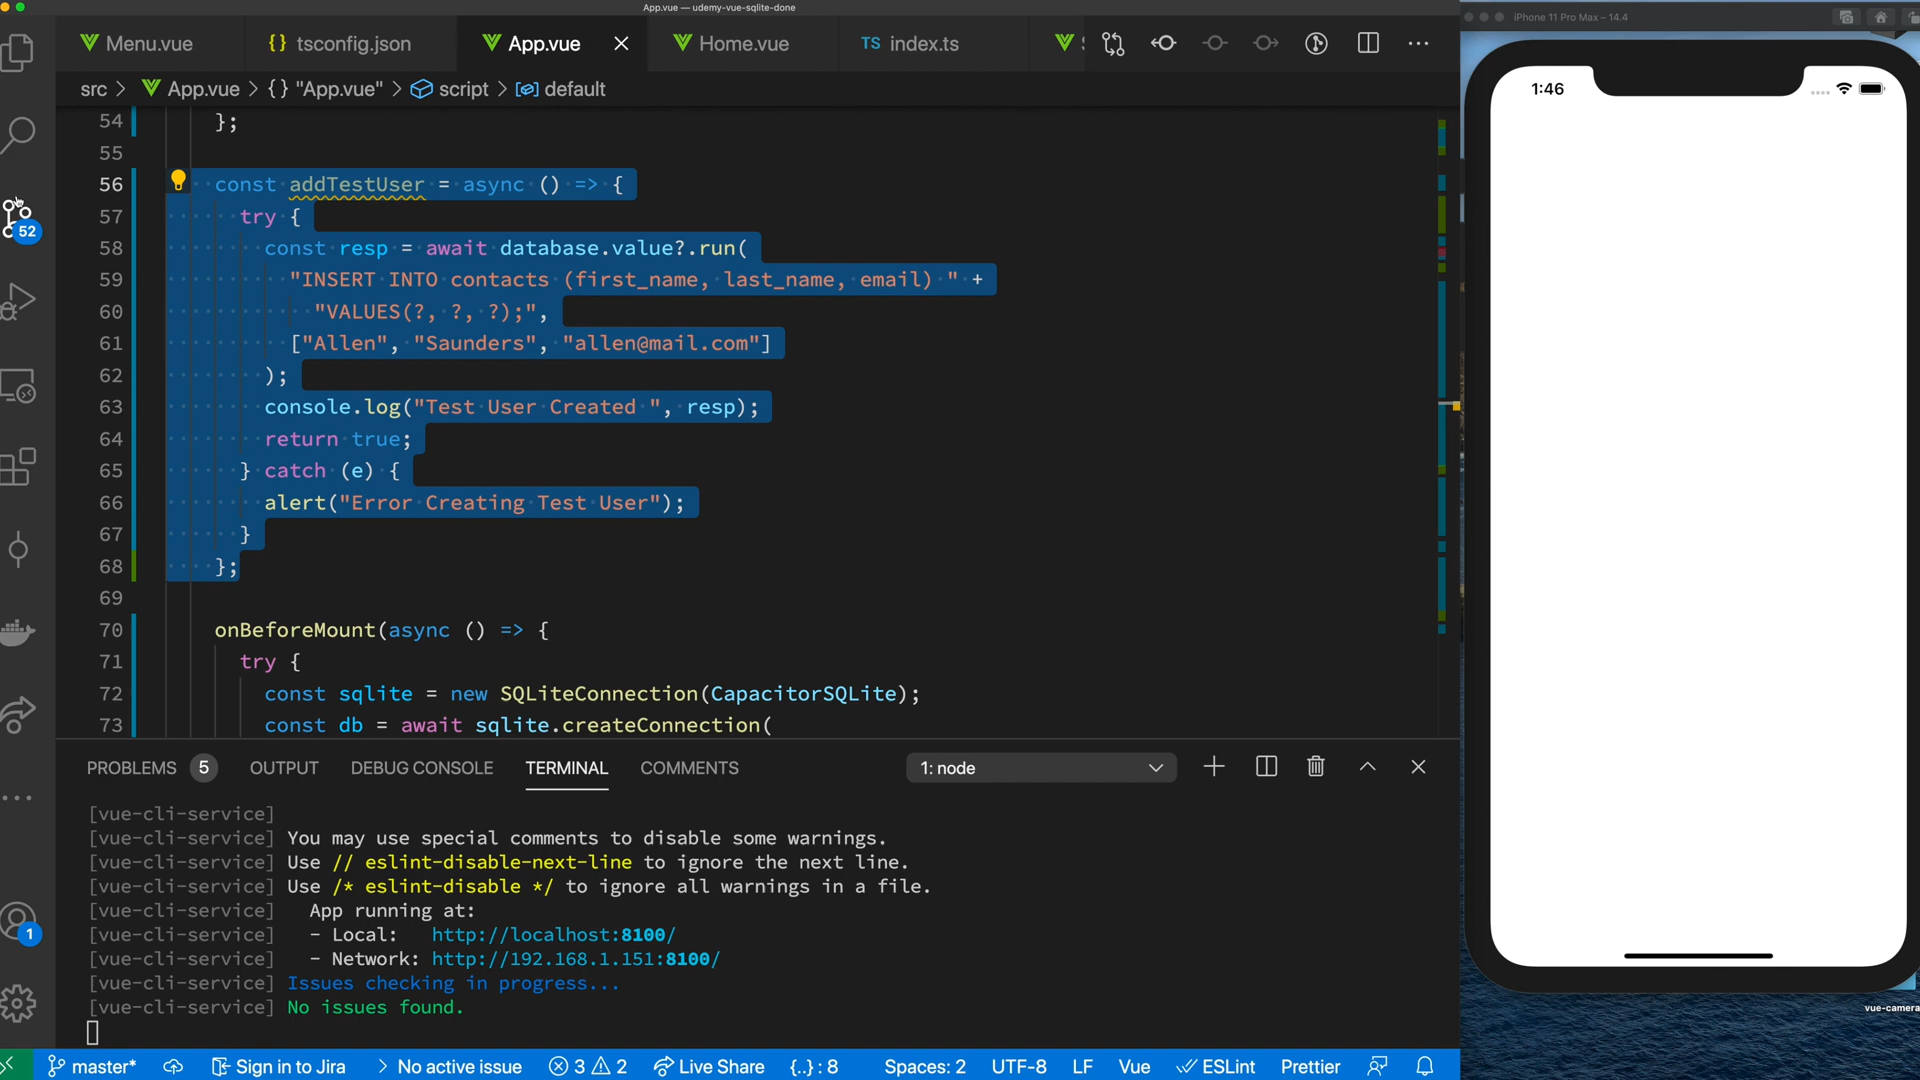 App.vue — udemy-vue-sqlite-done
Menu.vue
{} tsconfig.json
App.vue
Home.vue
TS index.ts
src > App.vue > {} "App.vue" > script > default
54 };
55
56 const addTestUser = async () => {
57 try {
58 const resp = await database.value?.run(
59 "INSERT INTO contacts (first_name, last_name, email) " +
60 "VALUES(?, ?, ?);",
61 ["Allen", "Saunders", "allen@mail.com"]
62 );
63 console.log("Test User Created ", resp);
64 return true;
65 } catch (e) {
66 alert("Error Creating Test User");
67 }
68 };
69
70 onBeforeMount(async () => {
71 try {
72 const sqlite = new SQLiteConnection(CapacitorSQLite);
73 const db = await sqlite.createConnection(
52
1
PROBLEMS 5 OUTPUT DEBUG CONSOLE TERMINAL COMMENTS 1: node
[vue-cli-service]
[vue-cli-service] You may use special comments to disable some warnings.
[vue-cli-service] Use // eslint-disable-next-line to ignore the next line.
[vue-cli-service] Use /* eslint-disable */ to ignore all warnings in a file.
[vue-cli-service] App running at:
[vue-cli-service] - Local: http://localhost:8100/
[vue-cli-service] - Network: http://192.168.1.151:8100/
[vue-cli-service] Issues checking in progress...
[vue-cli-service] No issues found.
master* Sign in to Jira > No active issue 3 2 Live Share {..} : 8 Spaces: 2 UTF-8 LF Vue ESLint Prettier
iPhone 11 Pro Max – 14.4
1:46
vue-camera